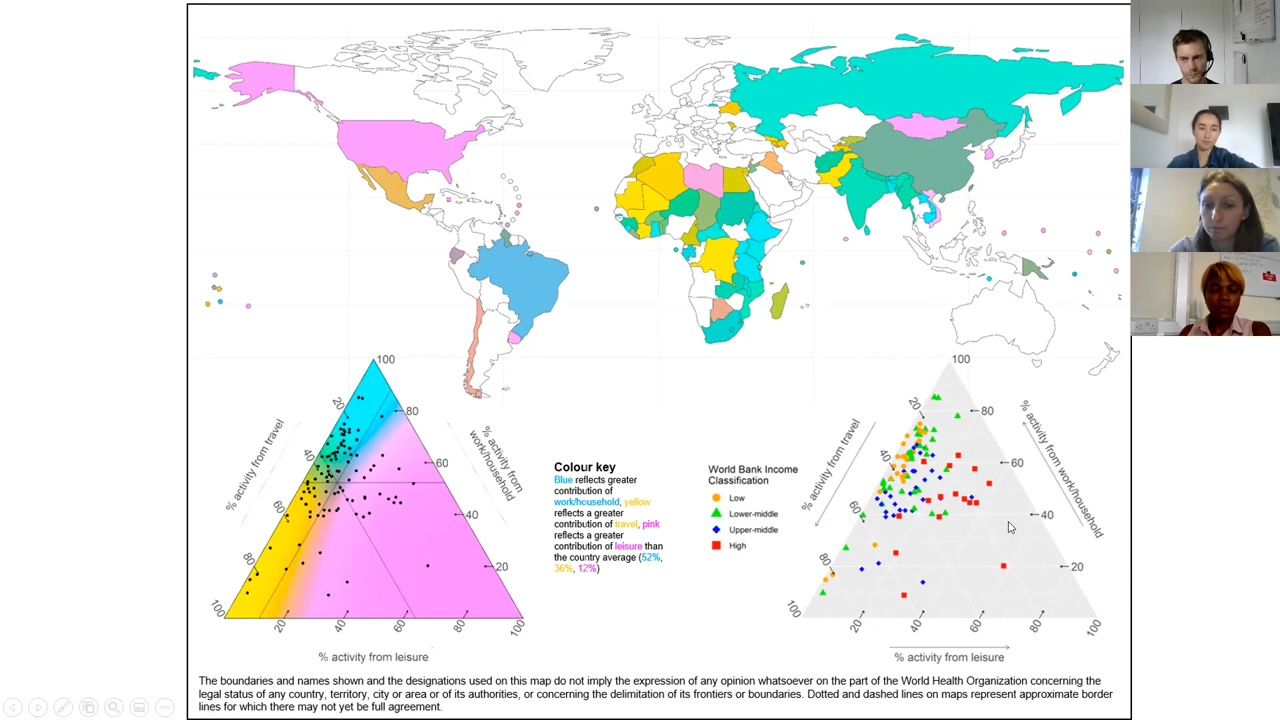 100
20
80
40
60
60
40
80
20
100
20
40
60
80
100
% activity from travel
% activity from
work/household
% activity from leisure
Colour key
Blue reflects greater
contribution of
work/household, yellow
reflects a greater
contribution of travel, pink
reflects a greater
contribution of leisure than
the country average (52%,
36%, 12%)
World Bank Income
Classification
Low
Lower-middle
Upper-middle
High
100
20
80
40
60
60
40
80
20
100
20
40
60
80
100
% activity from travel
% activity from work/household
% activity from leisure
The boundaries and names shown and the designations used on this map do not imply the expression of any opinion whatsoever on the part of the World Health Organization concerning the
legal status of any country, territory, city or area or of its authorities, or concerning the delimitation of its frontiers or boundaries. Dotted and dashed lines on maps represent approximate border
lines for which there may not yet be full agreement.